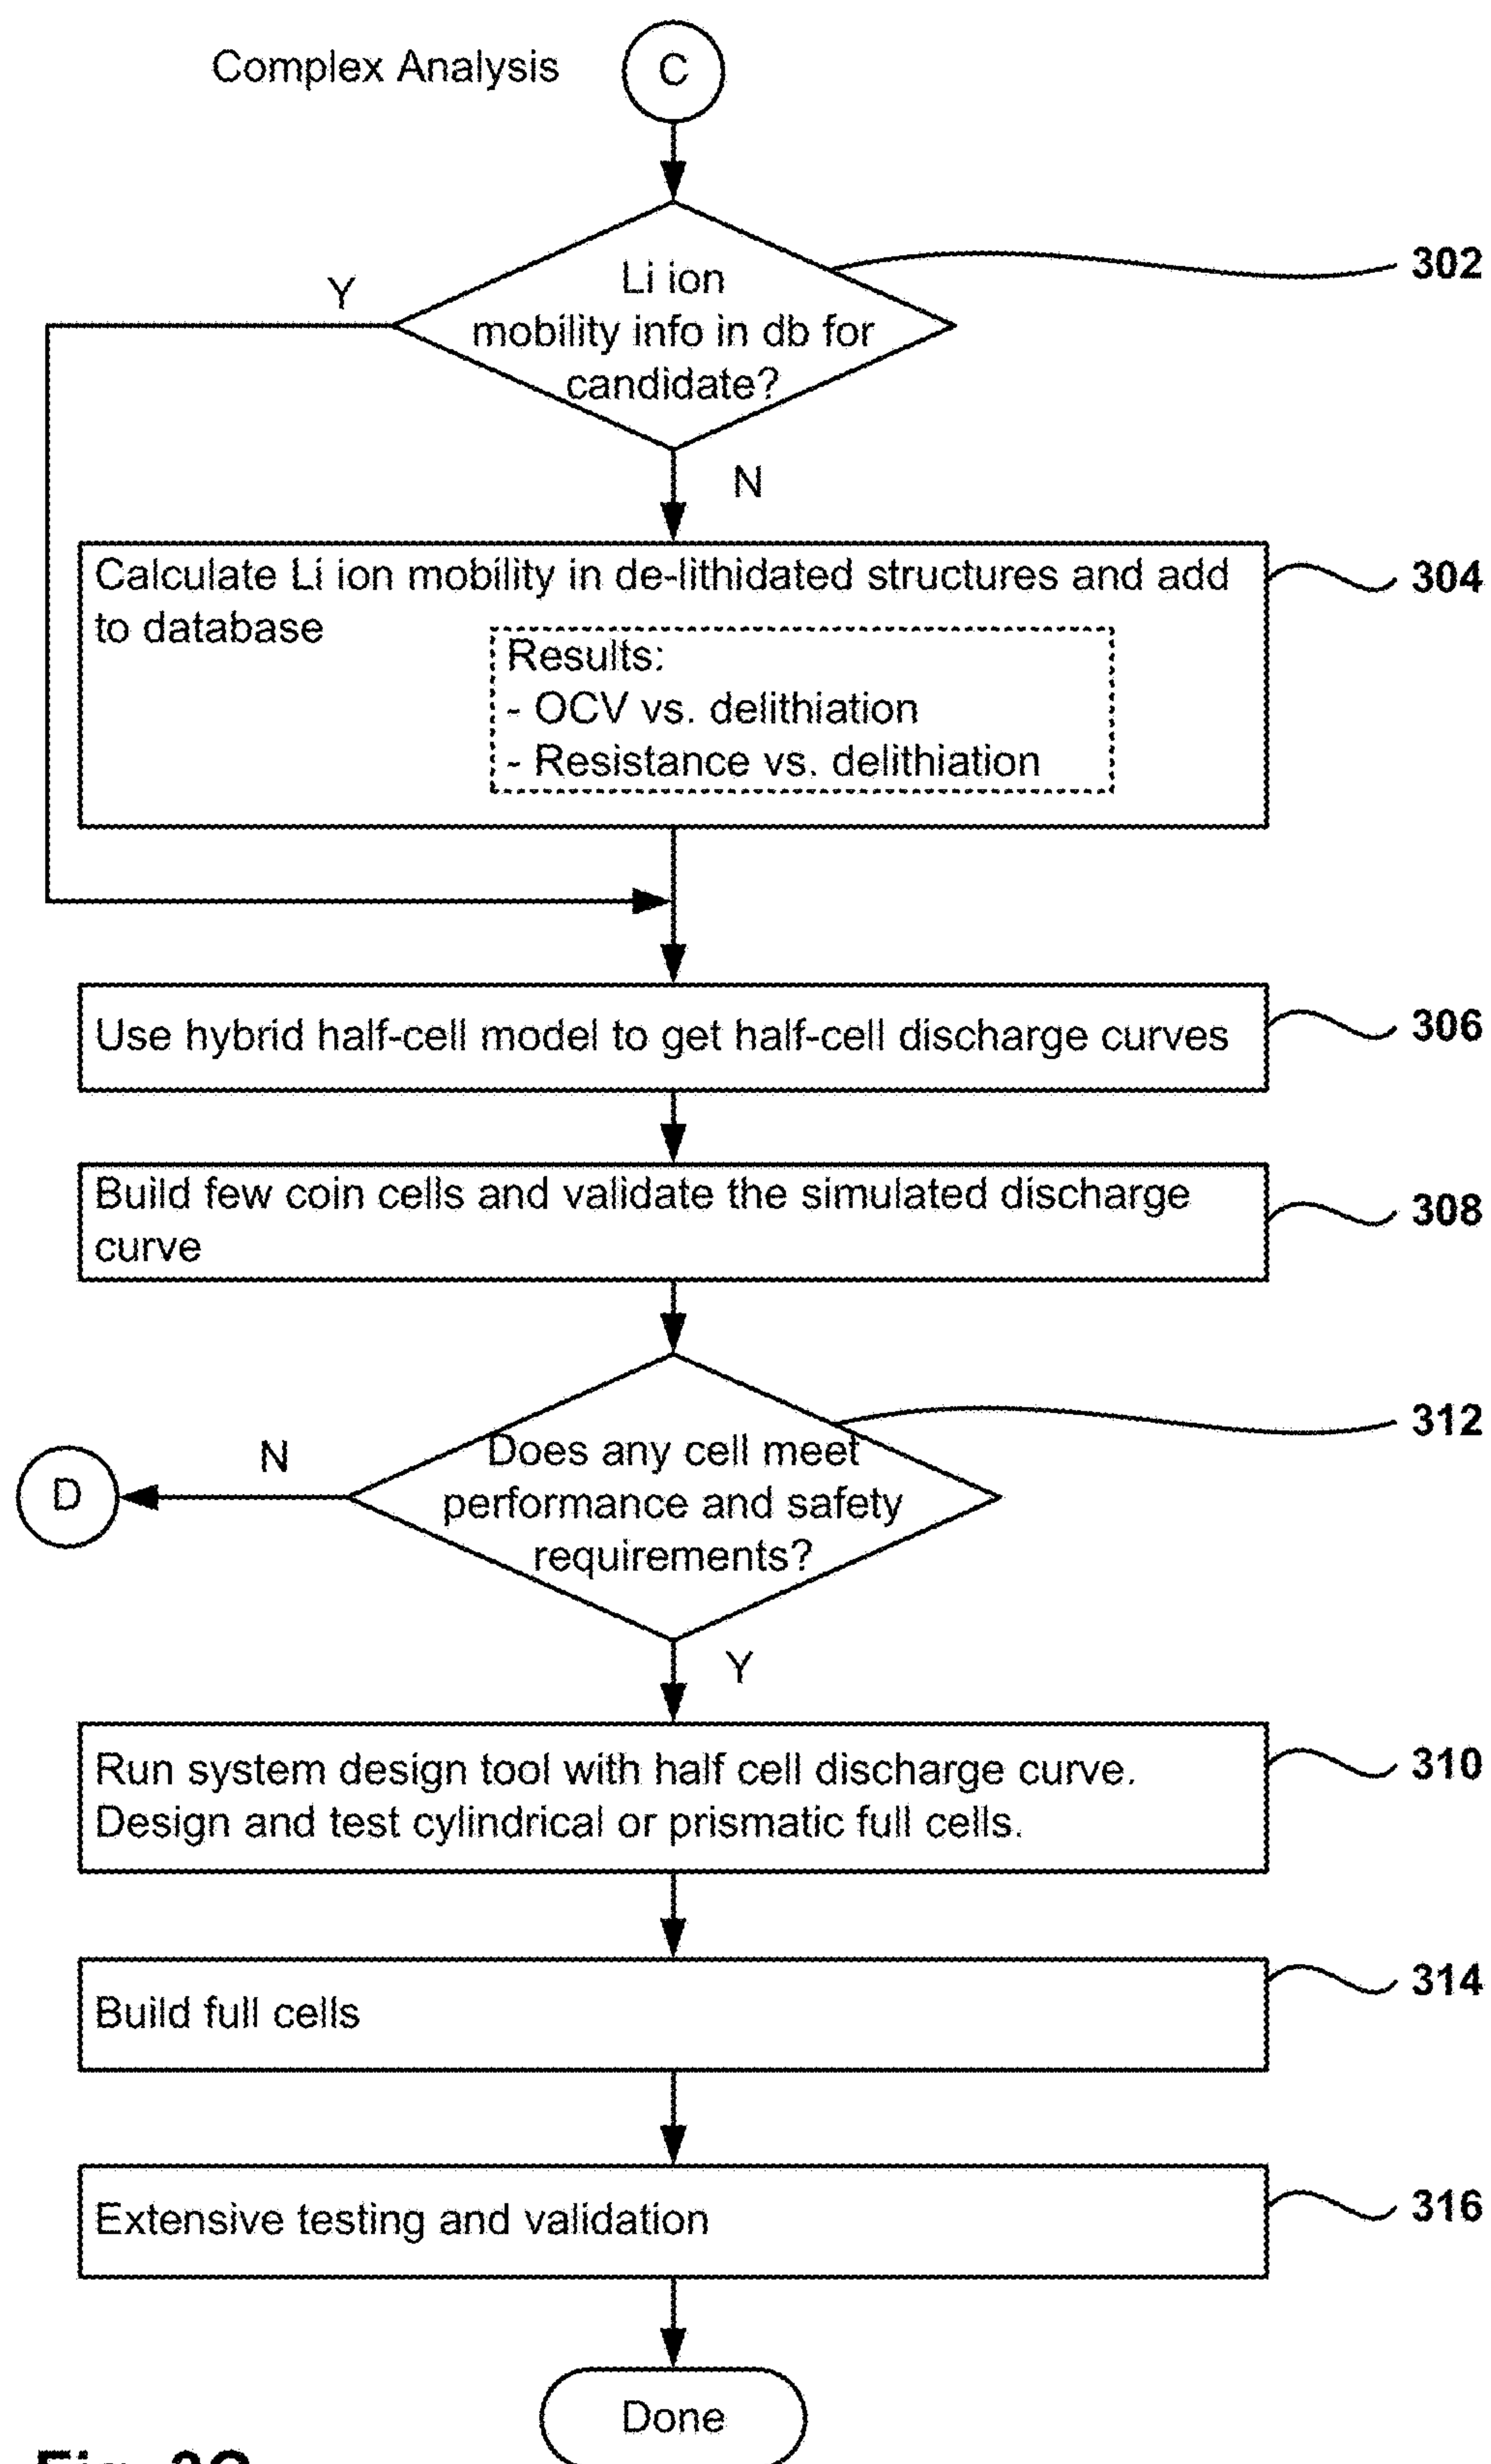 Complex Analysis
C
Li ion
302
Y
mobility info in db for
candidate?
N
Calculate Li ion mobility in de-lithidated structures and add
304
to database
Results:
- OCV vs. delithiation
- Resistance vs. delithiation
Use hybrid half-cell model to get half-cell discharge curves
306
Build few coin cells and validate the simulated discharge
308
curve
312
N
Does any cell meet
D
performance and safety
requirements?
Y
Run system design tool with half cell discharge curve.
310
Design and test cylindrical or prismatic full cells.
314
Build full cells
316
Extensive testing and validation
Done